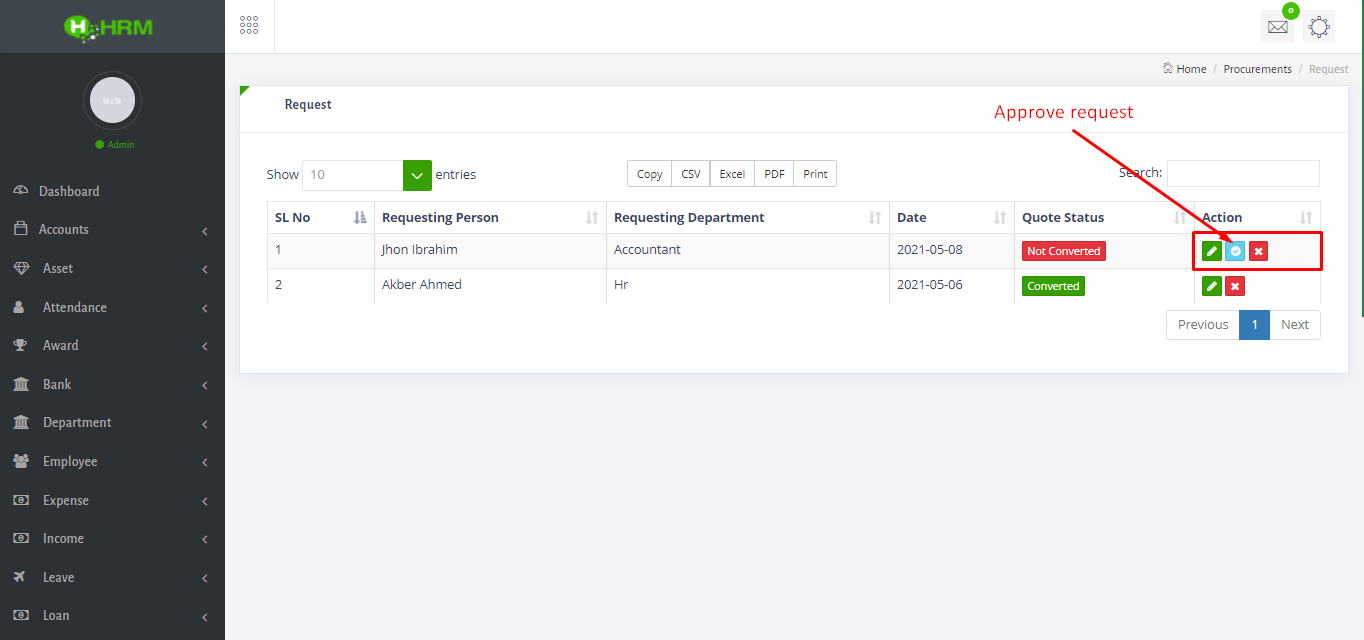 H HRM
0
Home / Procurements / Request
50 x 50
Admin
Dashboard
Accounts
Asset
Attendance
Award
Bank
Department
Employee
Expense
Income
Leave
Loan
Request
Approve request
Show 10 entries
Copy CSV Excel PDF Print
Search:
SL No Requesting Person Requesting Department Date Quote Status Action
1 Jhon Ibrahim Accountant 2021-05-08 Not Converted
2 Akber Ahmed Hr 2021-05-06 Converted
Previous 1 Next